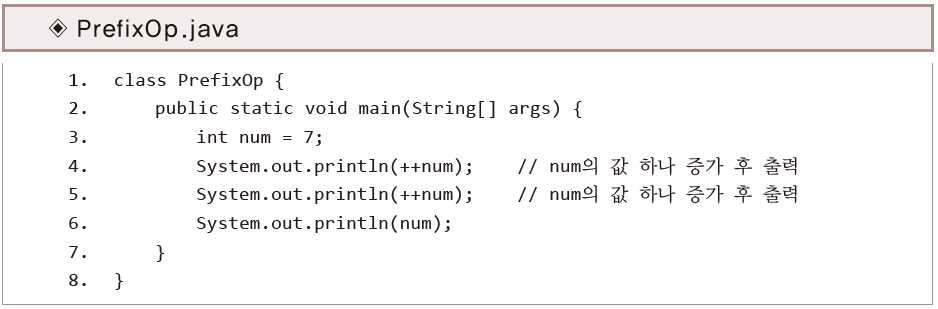 ◈ PrefixOp.java
1. class PrefixOp {
2.     public static void main(String[] args) {
3.         int num = 7;
4.         System.out.println(++num);    // num의 값 하나 증가 후 출력
5.         System.out.println(++num);    // num의 값 하나 증가 후 출력
6.         System.out.println(num);
7.     }
8. }